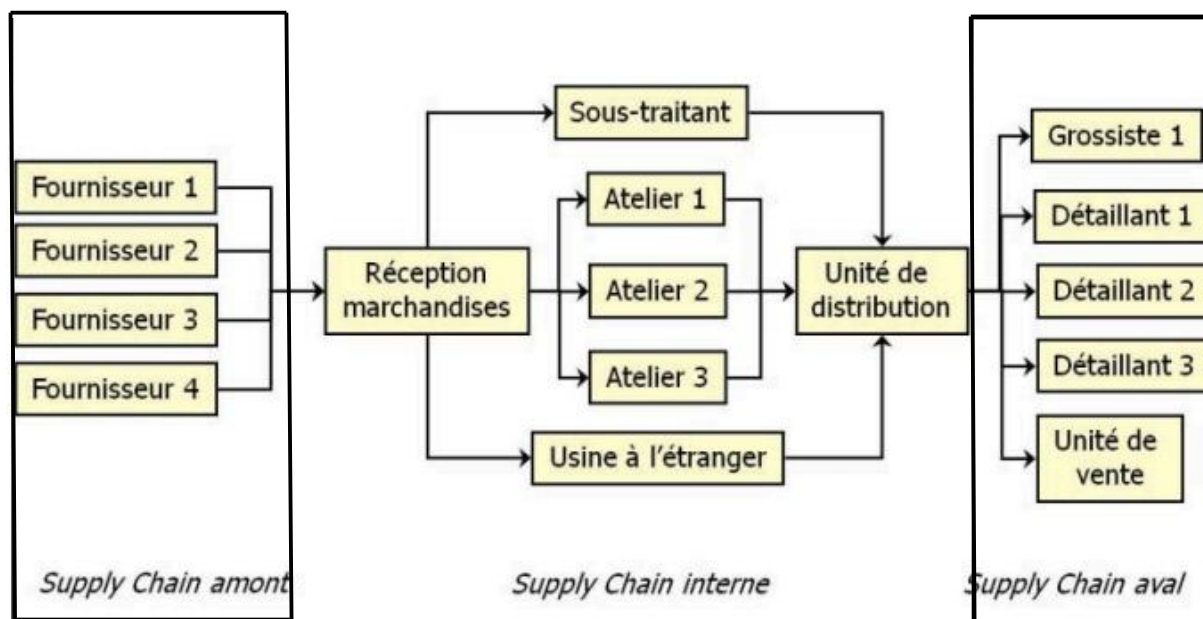 Fournisseur 1
Fournisseur 2
Fournisseur 3
Fournisseur 4
Réception
marchandises
Sous-traitant
Atelier 1
Atelier 2
Atelier 3
Usine à l'étranger
Unité de
distribution
Grossiste 1
Détaillant 1
Détaillant 2
Détaillant 3
Unité de
vente
Supply Chain amont
Supply Chain interne
Supply Chain aval